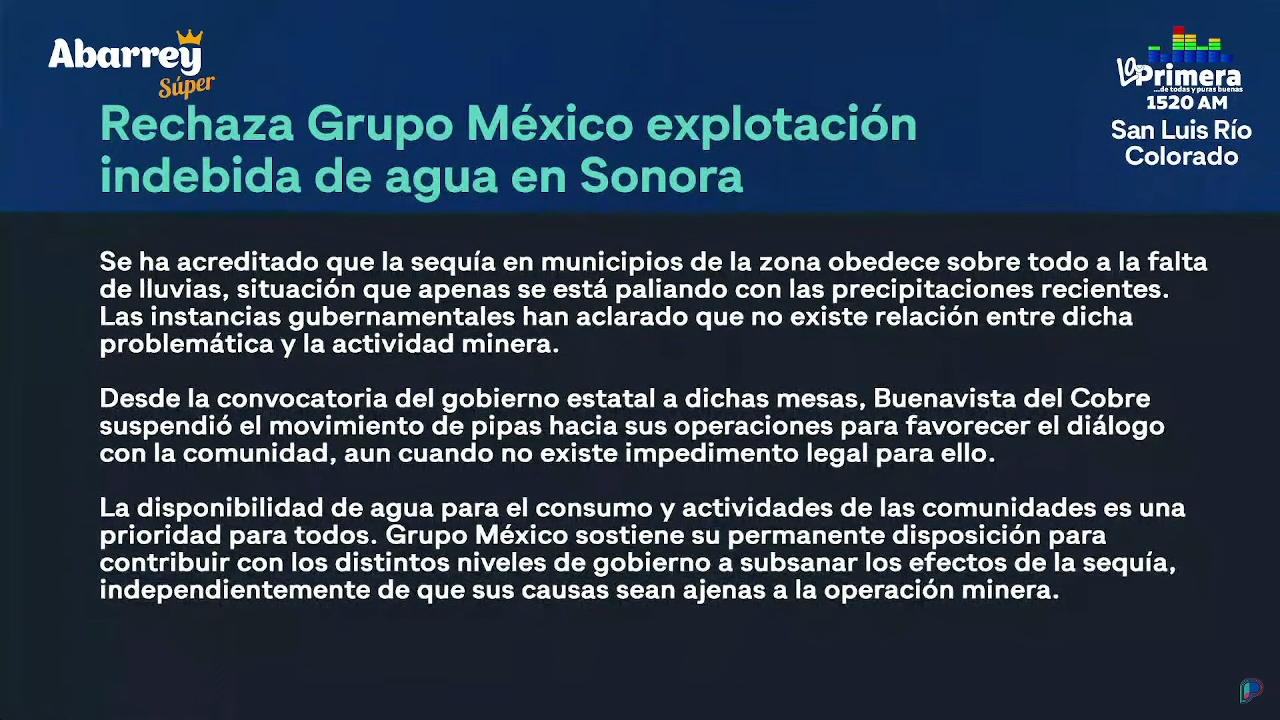 Abarrey
Súper
La Primera
...de todas y puras buenas
1520 AM
San Luis Río
Colorado
Rechaza Grupo México explotación
indebida de agua en Sonora
Se ha acreditado que la sequía en municipios de la zona obedece sobre todo a la falta
de lluvias, situación que apenas se está paliando con las precipitaciones recientes.
Las instancias gubernamentales han aclarado que no existe relación entre dicha
problemática y la actividad minera.
Desde la convocatoria del gobierno estatal a dichas mesas, Buenavista del Cobre
suspendió el movimiento de pipas hacia sus operaciones para favorecer el diálogo
con la comunidad, aun cuando no existe impedimento legal para ello.
La disponibilidad de agua para el consumo y actividades de las comunidades es una
prioridad para todos. Grupo México sostiene su permanente disposición para
contribuir con los distintos niveles de gobierno a subsanar los efectos de la sequía,
independientemente de que sus causas sean ajenas a la operación minera.